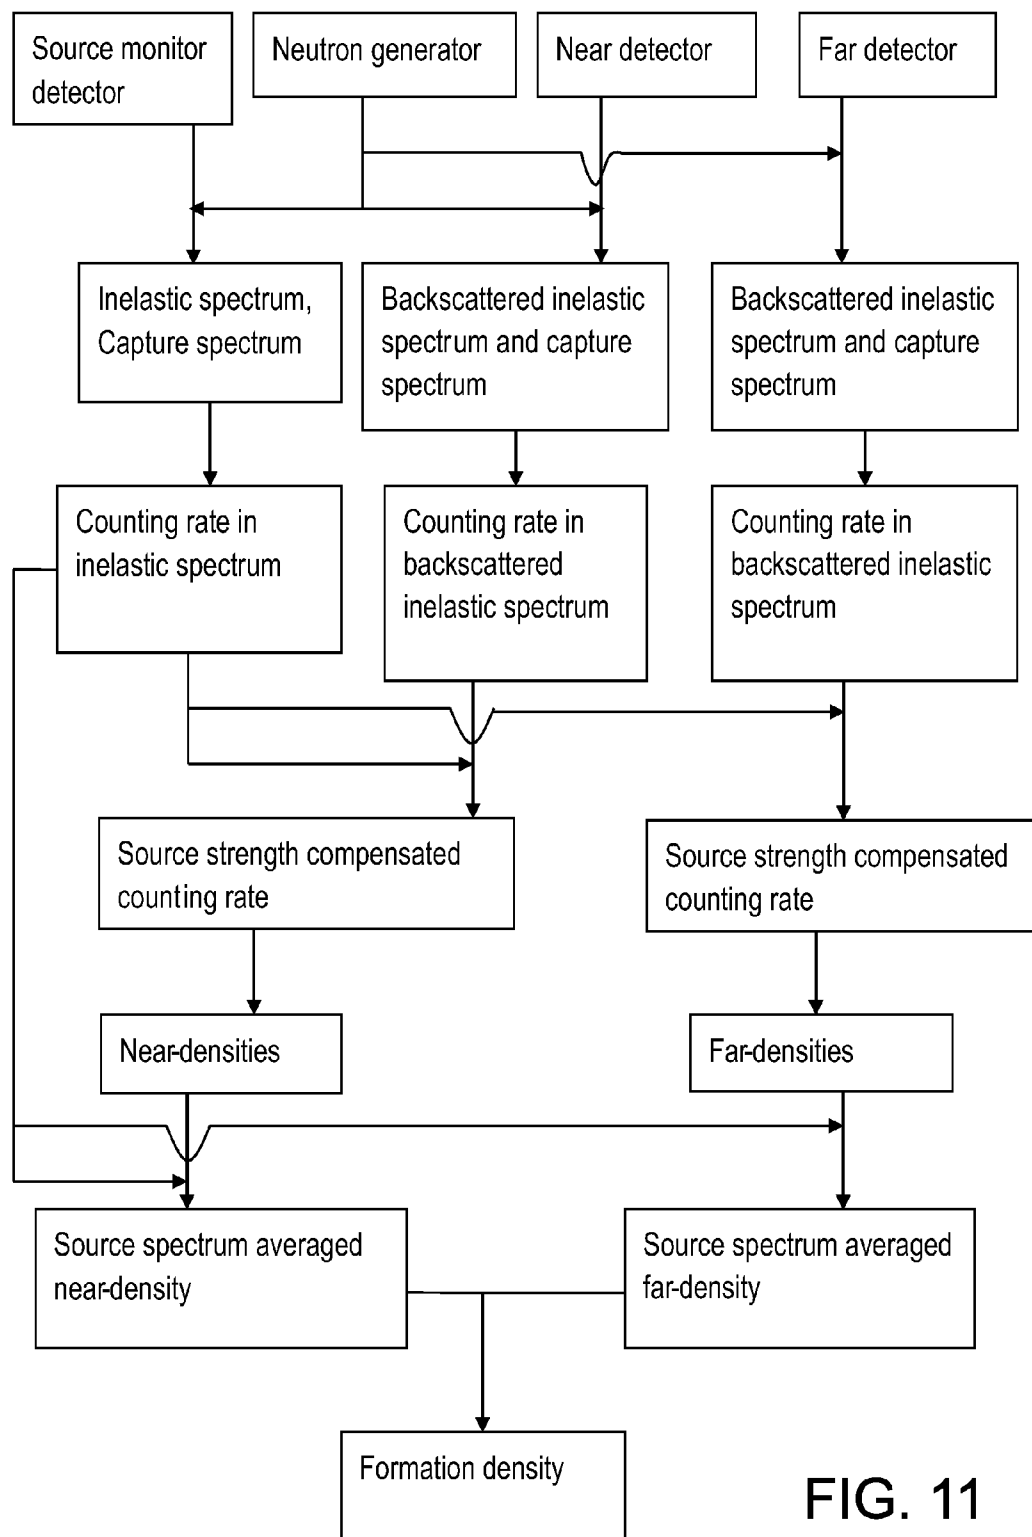 Source monitor
detector
Neutron generator
Near detector
Far detector
Inelastic spectrum,
Capture spectrum
Backscattered inelastic
spectrum and capture
spectrum
Backscattered inelastic
spectrum and capture
spectrum
Counting rate in
inelastic spectrum
Counting rate in
backscattered
inelastic spectrum
Counting rate in
backscattered inelastic
spectrum
Source strength compensated
counting rate
Source strength compensated
counting rate
Near-densities
Far-densities
Source spectrum averaged
near-density
Source spectrum averaged
far-density
Formation density
FIG. 11